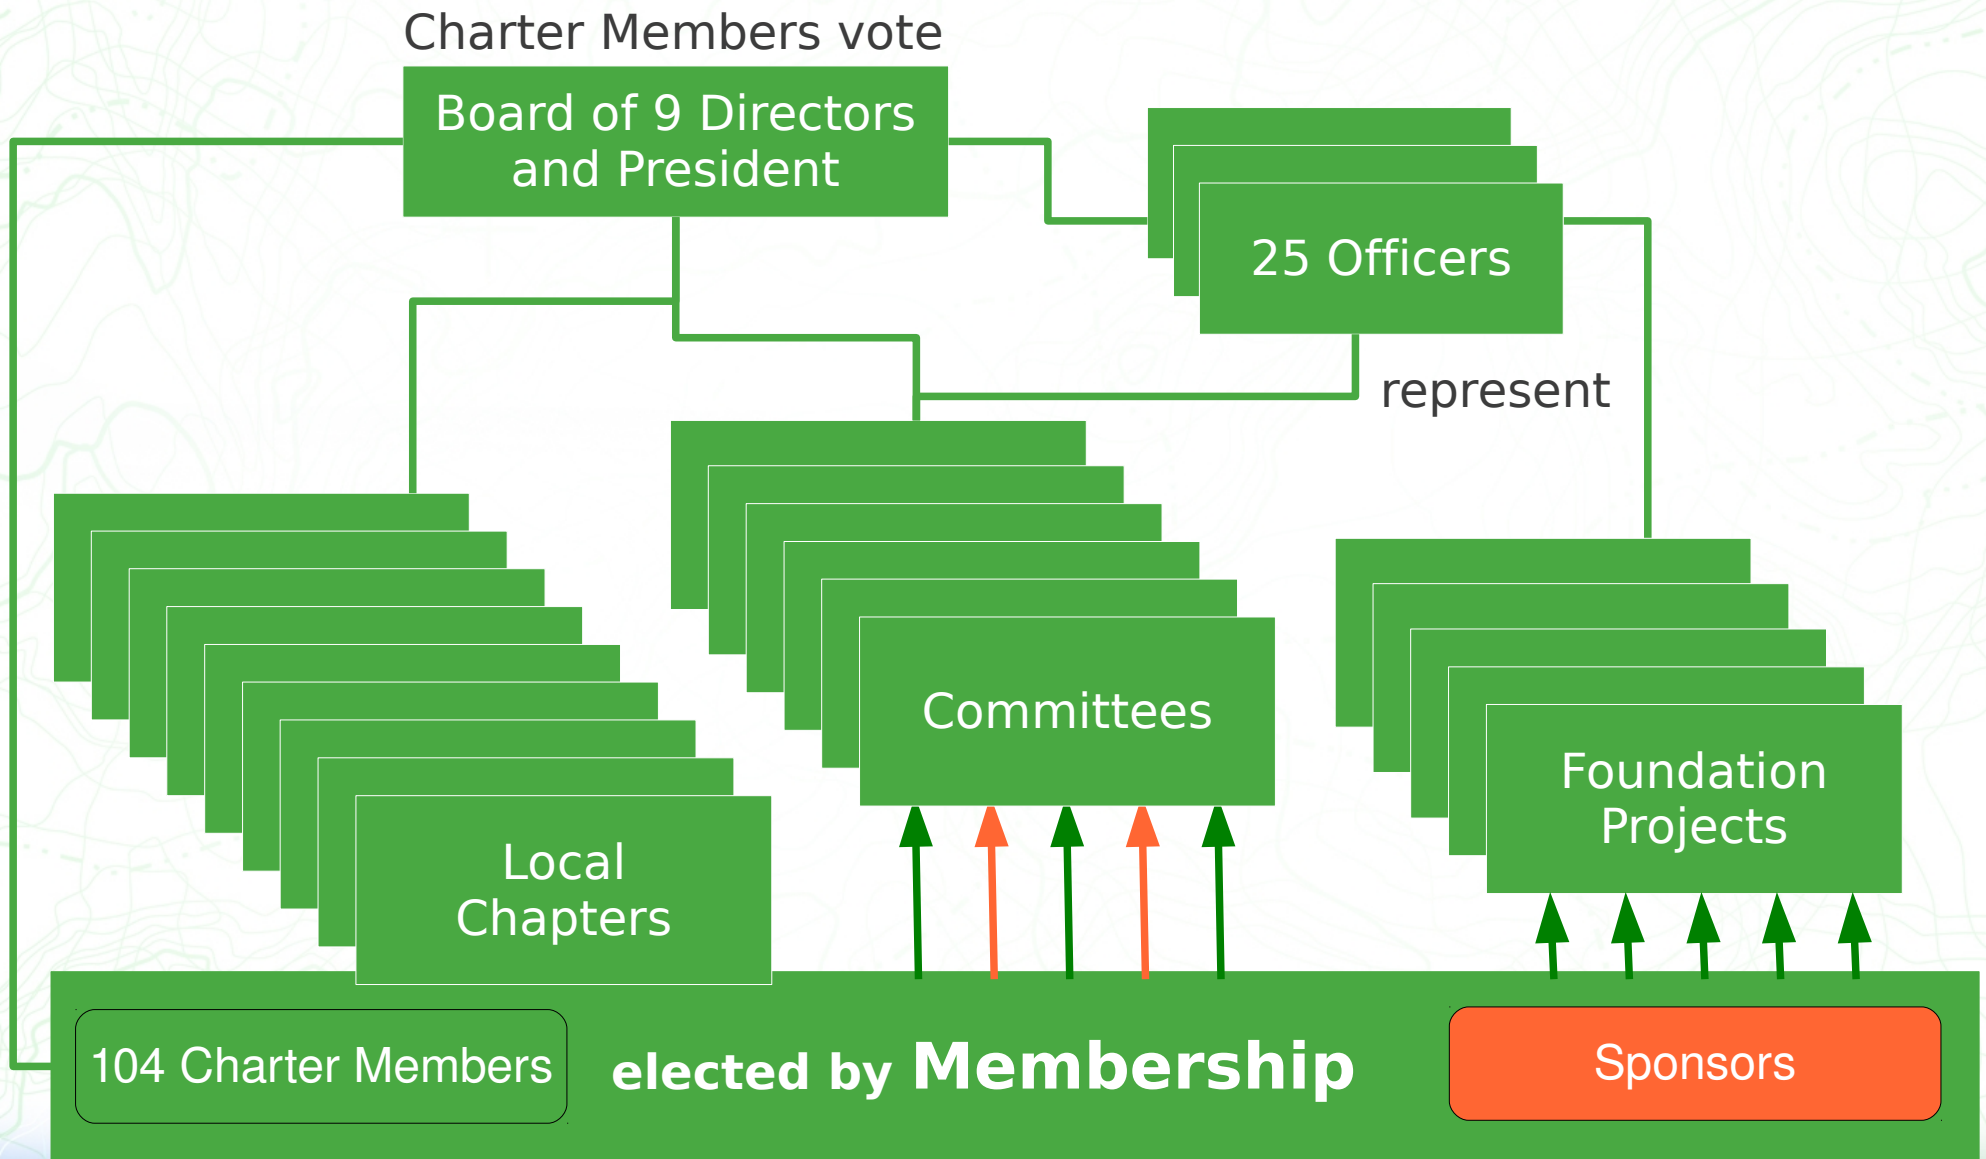 Charter Members vote
Board of 9 Directors
and President
25 Officers
represent
Committees
Foundation
Projects
Local
Chapters
104 Charter Members
elected by Membership
Sponsors